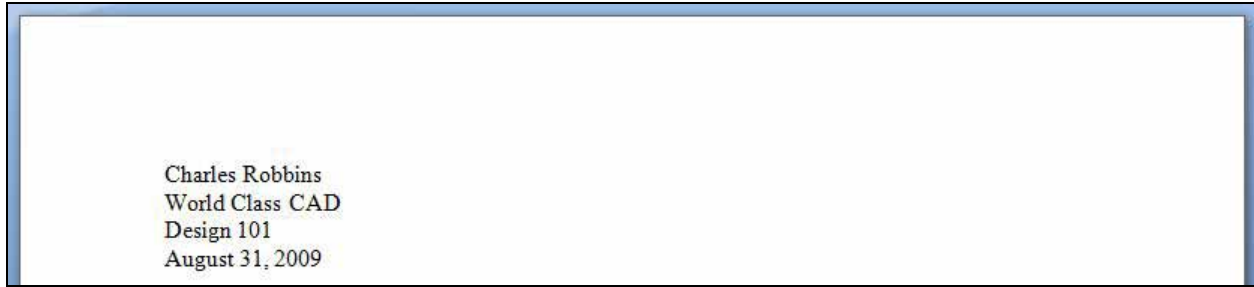 Charles Robbins
World Class CAD
Design 101
August 31, 2009